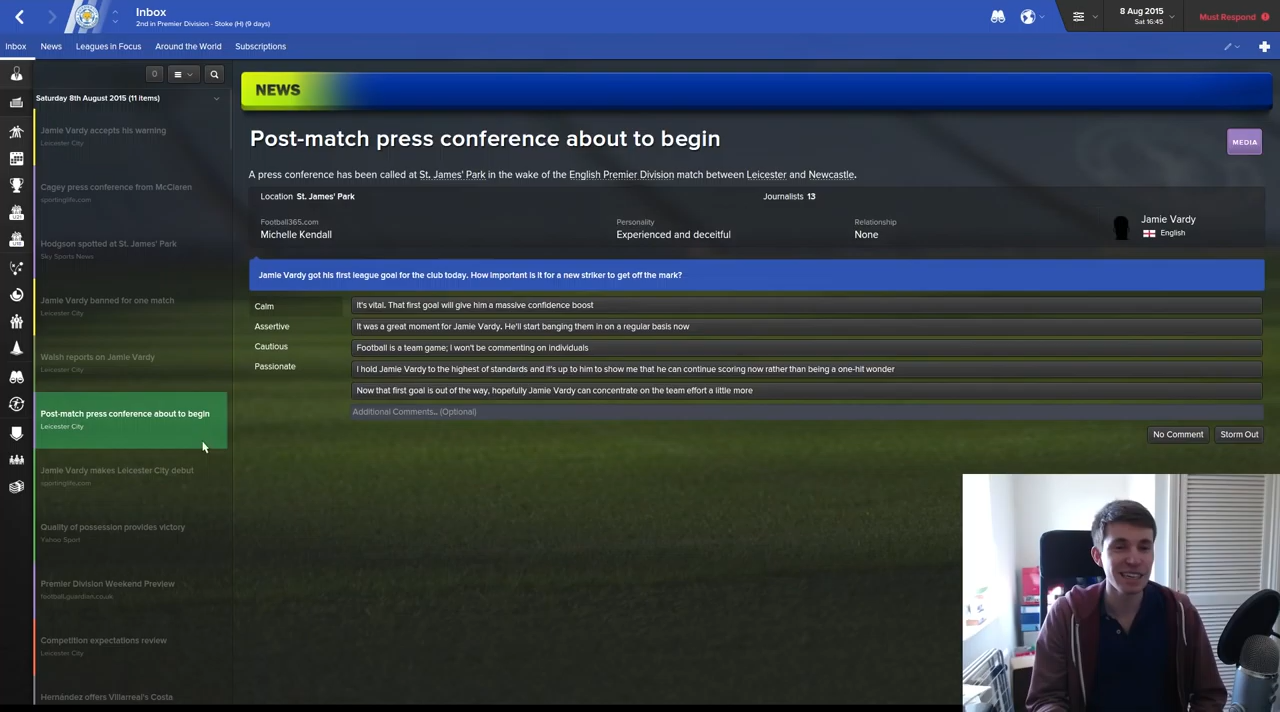 Inbox
2nd in Premier Division - Stoke (H) (9 days)
8 Aug 2015
Sat 16:45
Must Respond
Inbox
News
Leagues in Focus
Around the World
Subscriptions
0
Saturday 8th August 2015 (11 items)
Jamie Vardy accepts his warning
Leicester City
Cagey press conference from McClaren
sportinglife.com
Hodgson spotted at St. James' Park
Sky Sports News
Jamie Vardy banned for one match
Leicester City
Walsh reports on Jamie Vardy
Leicester City
Post-match press conference about to begin
Leicester City
Jamie Vardy makes Leicester City debut
sportinglife.com
Quality of possession provides victory
Yahoo Sport
Premier Division Weekend Preview
football.guardian.co.uk
Competition expectations review
Leicester City
Hernández offers Villarreal's Costa
U21
U18
NEWS
Post-match press conference about to begin
MEDIA
A press conference has been called at St. James' Park in the wake of the English Premier Division match between Leicester and Newcastle.
Location St. James' Park
Journalists 13
Football365.com
Michelle Kendall
Personality
Experienced and deceitful
Relationship
None
Jamie Vardy
English
Jamie Vardy got his first league goal for the club today. How important is it for a new striker to get off the mark?
Calm
Assertive
Cautious
Passionate
It's vital. That first goal will give him a massive confidence boost
It was a great moment for Jamie Vardy. He'll start banging them in on a regular basis now
Football is a team game; I won't be commenting on individuals
I hold Jamie Vardy to the highest of standards and it's up to him to show me that he can continue scoring now rather than being a one-hit wonder
Now that first goal is out of the way, hopefully Jamie Vardy can concentrate on the team effort a little more
Additional Comments.. (Optional)
No Comment
Storm Out